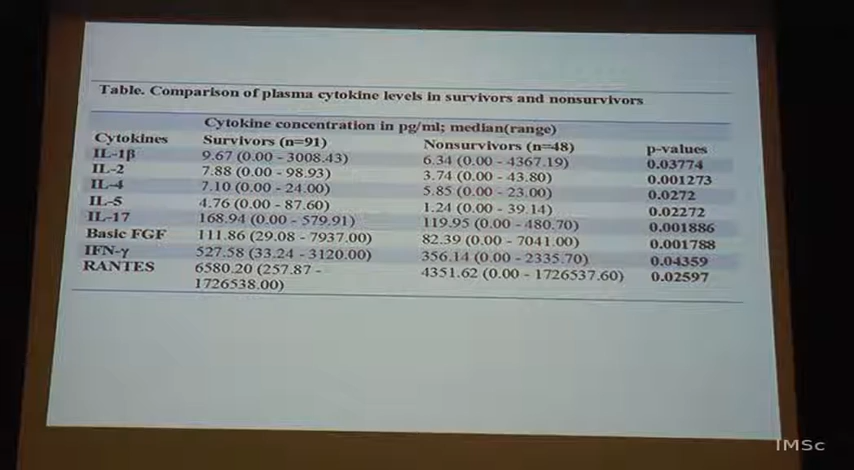 Table. Comparison of plasma cytokine levels in survivors and nonsurvivors
Cytokine concentration in pg/ml; median(range)
Cytokines Survivors (n=91) Nonsurvivors (n=48) p-values
IL-1β 9.67 (0.00 - 3008.43) 6.34 (0.00 - 4367.19) 0.03774
IL-2 7.88 (0.00 - 98.93) 3.74 (0.00 - 43.80) 0.001273
IL-4 7.10 (0.00 - 24.00) 5.85 (0.00 - 23.00) 0.0272
IL-5 4.76 (0.00 - 87.60) 1.24 (0.00 - 39.14) 0.02272
IL-17 168.94 (0.00 - 579.91) 119.95 (0.00 - 480.70) 0.001886
Basic FGF 111.86 (29.08 - 7937.00) 82.39 (0.00 - 7041.00) 0.001788
IFN-γ 527.58 (33.24 - 3120.00) 356.14 (0.00 - 2335.70) 0.04359
RANTES 6580.20 (257.87 - 4351.62 (0.00 - 1726537.60) 0.02597
1726538.00)
IMSc